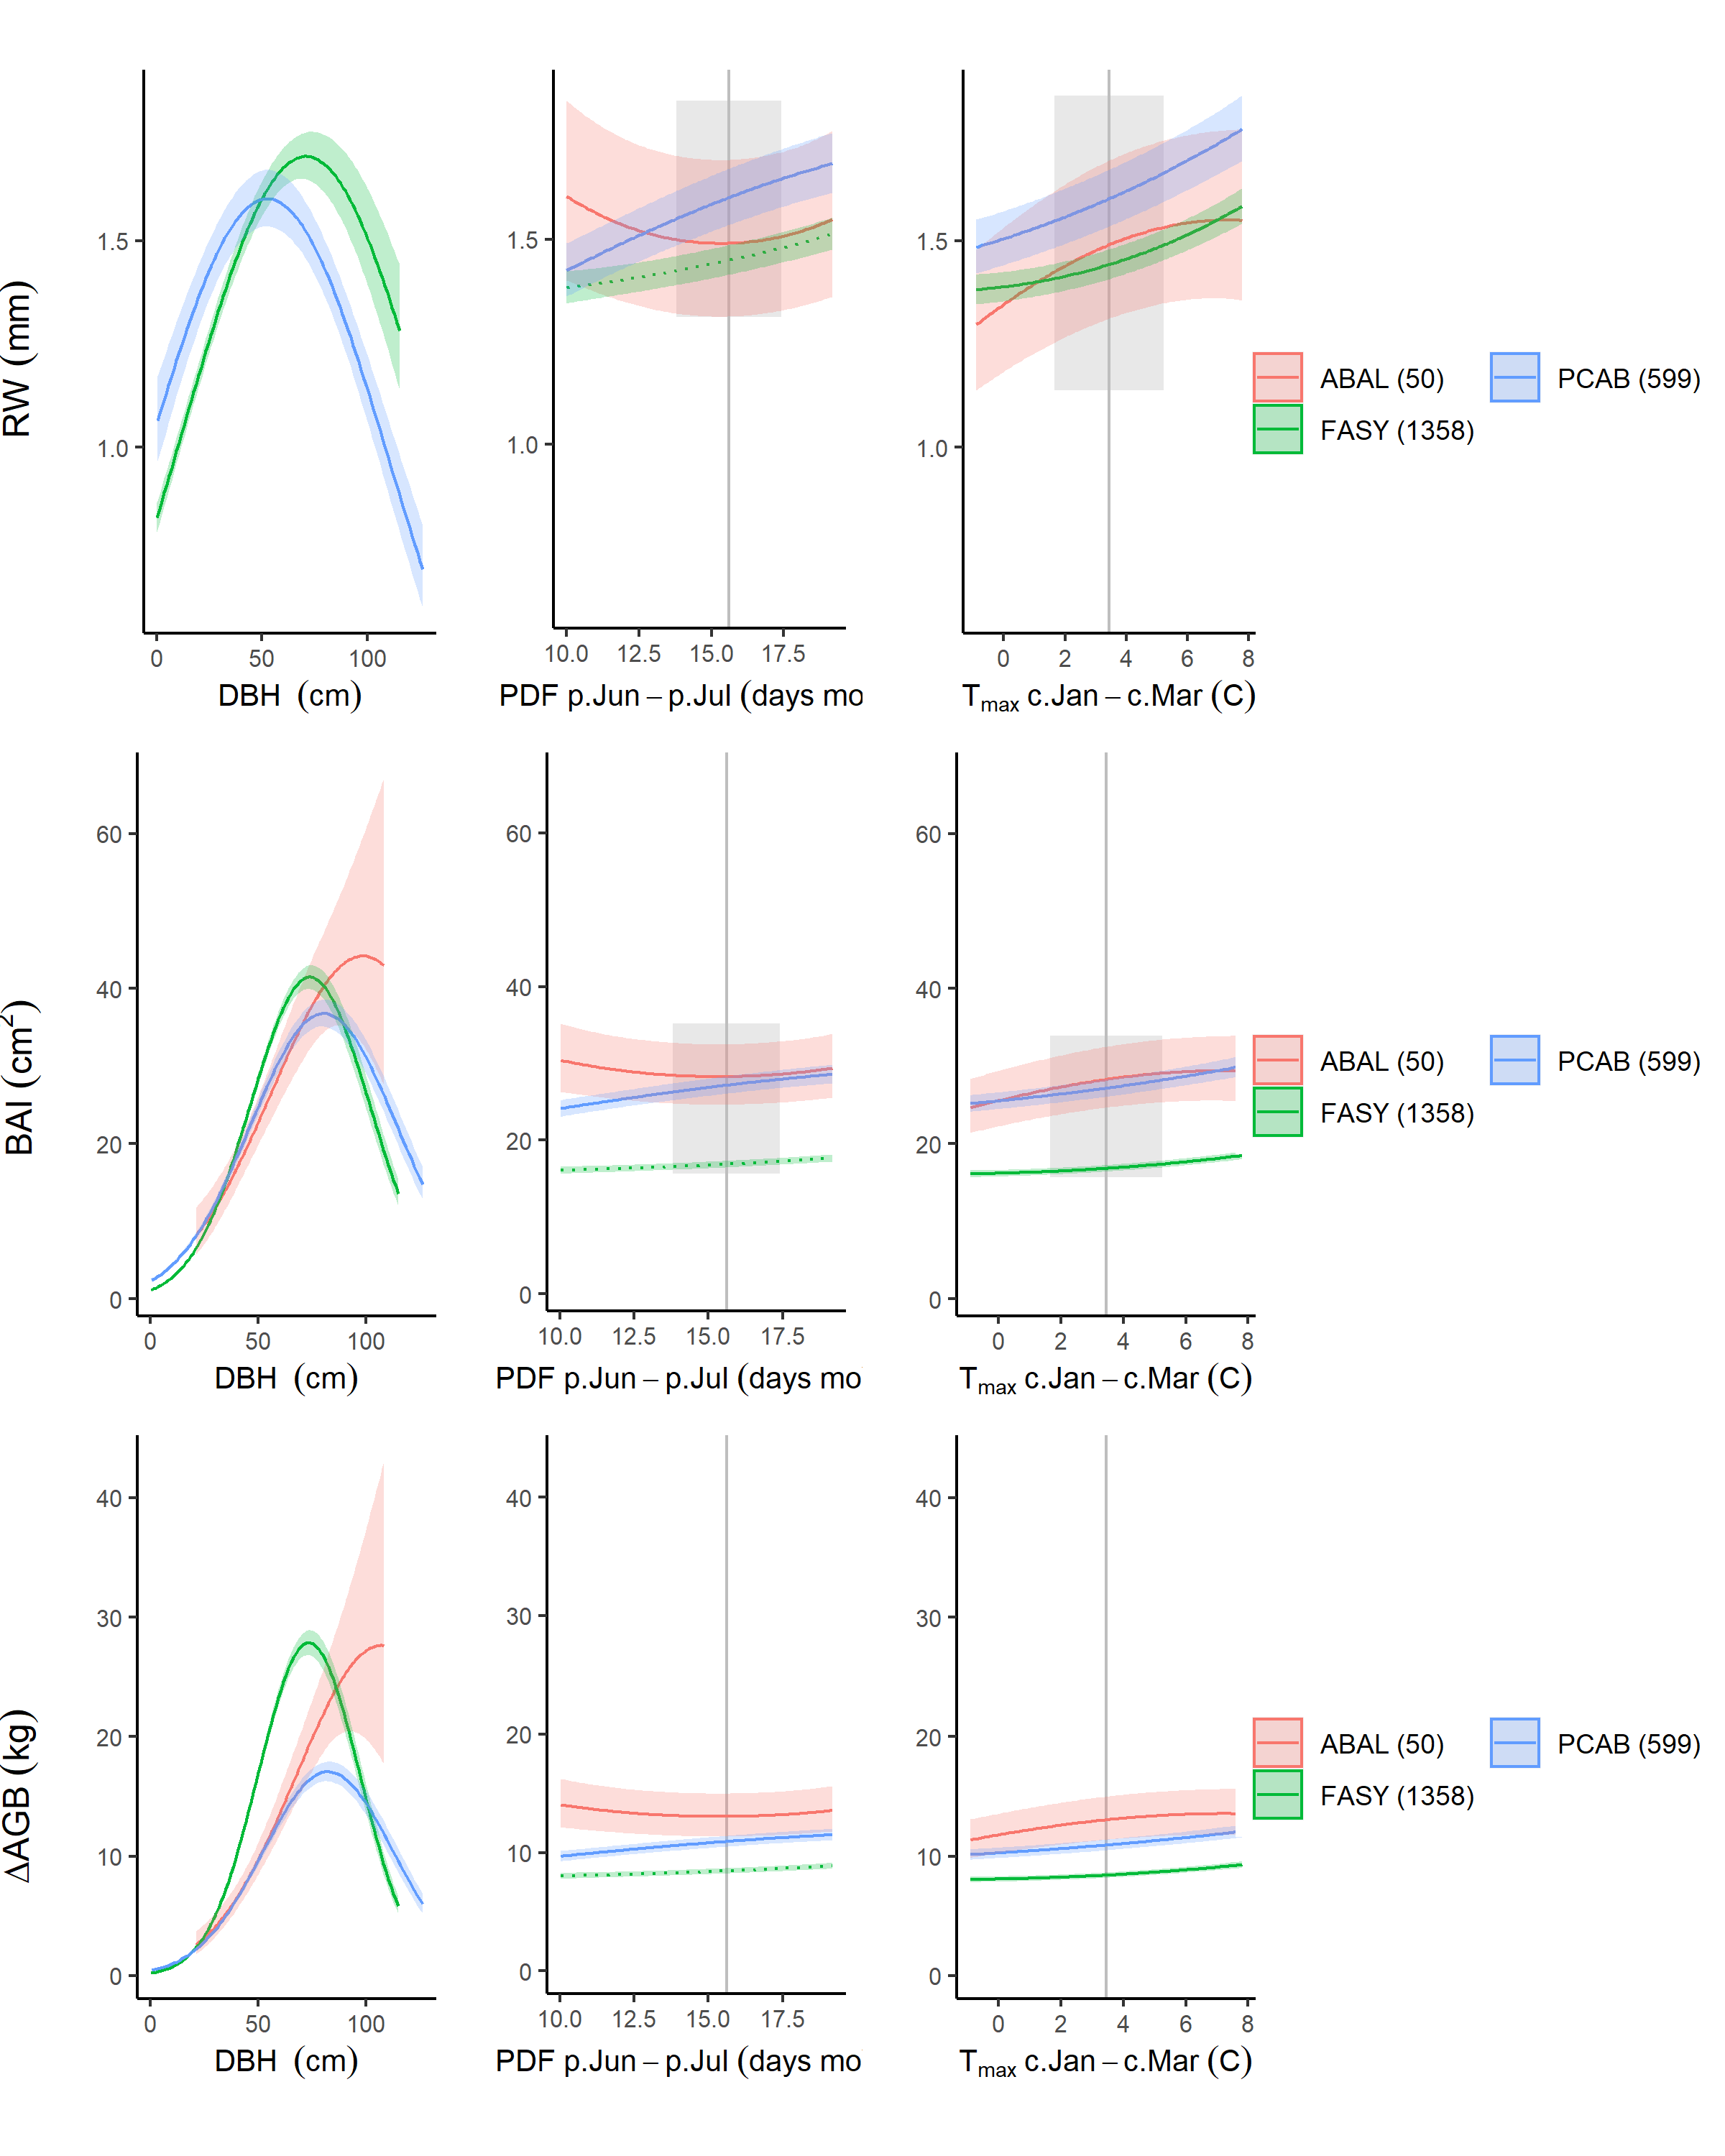 RW (mm)
1.5
1.0
0 50 100
DBH (cm)
1.5
1.0
10.0 12.5 15.0 17.5
PDF p.Jun – p.Jul (days mo
1.5
1.0
0 2 4 6 8
Tmax c.Jan – c.Mar (C)
ABAL (50)
PCAB (599)
FASY (1358)
BAI (cm²)
60
40
20
0
0 50 100
DBH (cm)
60
40
20
0
10.0 12.5 15.0 17.5
PDF p.Jun – p.Jul (days mo
60
40
20
0
0 2 4 6 8
Tmax c.Jan – c.Mar (C)
ABAL (50)
PCAB (599)
FASY (1358)
ΔAGB (kg)
40
30
20
10
0
0 50 100
DBH (cm)
40
30
20
10
0
10.0 12.5 15.0 17.5
PDF p.Jun – p.Jul (days mo
40
30
20
10
0
0 2 4 6 8
Tmax c.Jan – c.Mar (C)
ABAL (50)
PCAB (599)
FASY (1358)